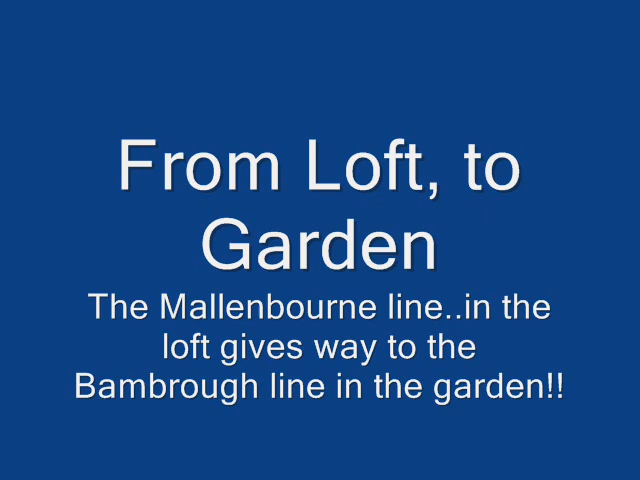 From Loft, to
Garden
The Mallenbourne line..in the
loft gives way to the
Bambrough line in the garden!!